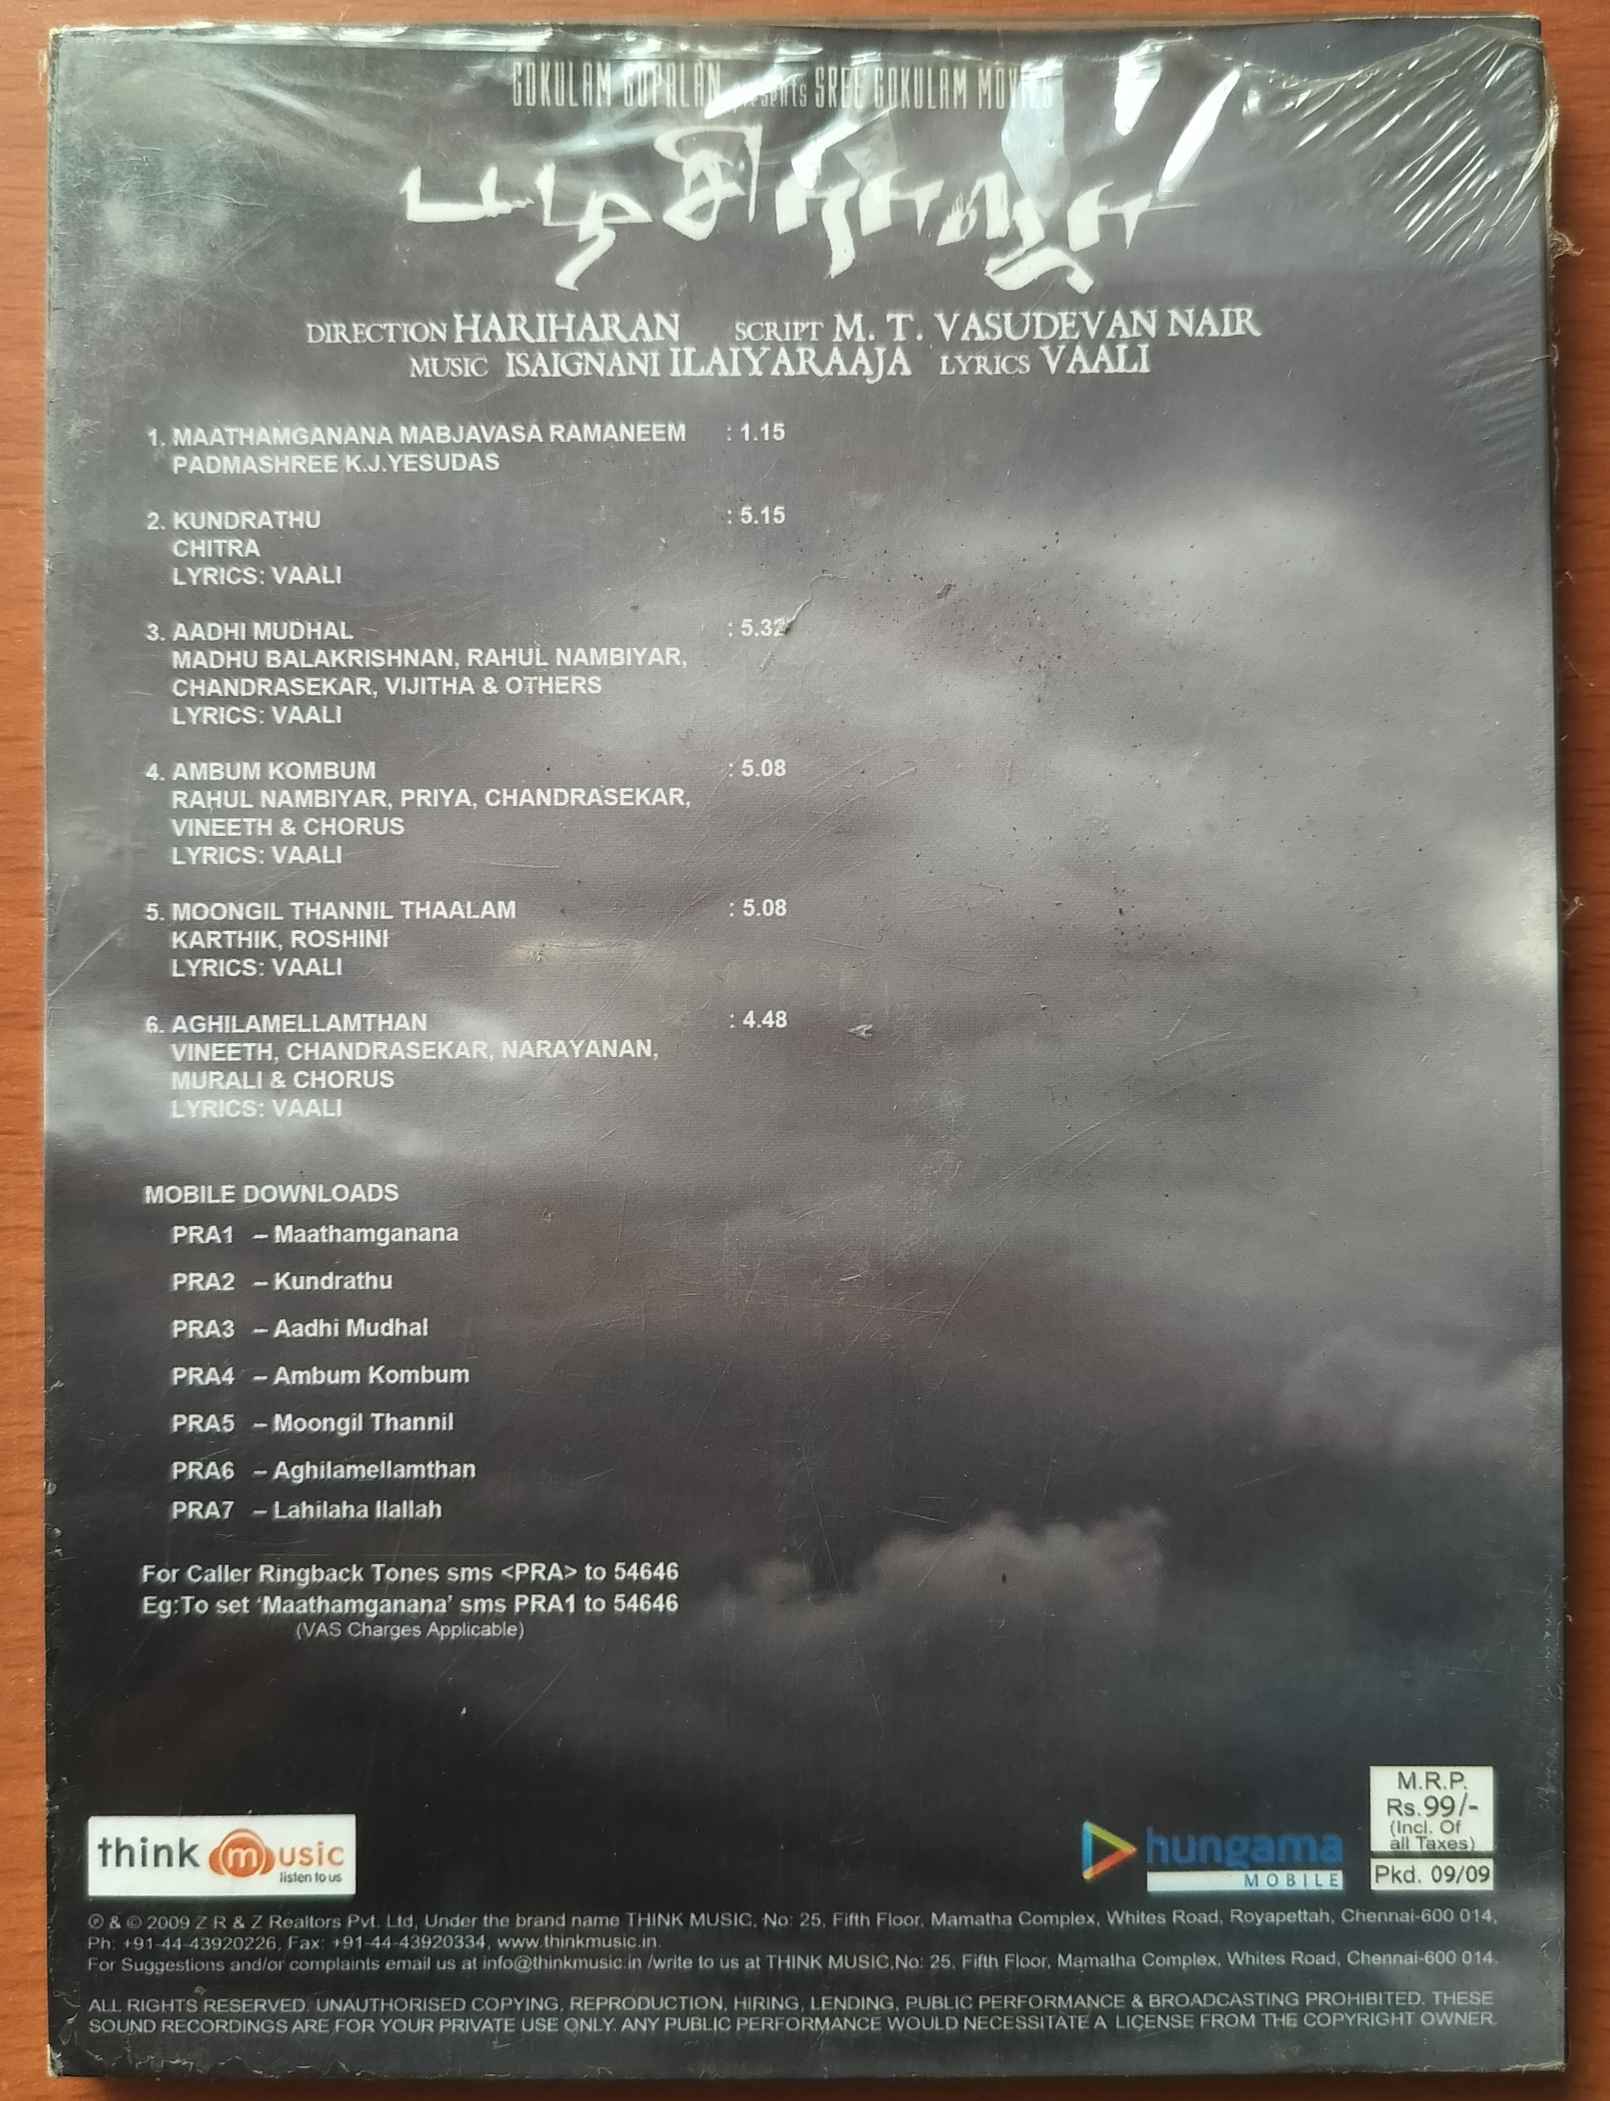 GOKULAM GOPALAN presents SREE GOKULAM MOVIES
பழசிராஜா
DIRECTION HARIHARAN SCRIPT M. T. VASUDEVAN NAIR
MUSIC ISAIGNANI ILAIYARAAJA LYRICS VAALI
1. MAATHAMGANANA MABJAVASA RAMANEEM : 1.15
PADMASHREE K.J.YESUDAS
2. KUNDRATHU : 5.15
CHITRA
LYRICS: VAALI
3. AADHI MUDHAL : 5.32
MADHU BALAKRISHNAN, RAHUL NAMBIYAR,
CHANDRASEKAR, VIJITHA & OTHERS
LYRICS: VAALI
4. AMBUM KOMBUM : 5.08
RAHUL NAMBIYAR, PRIYA, CHANDRASEKAR,
VINEETH & CHORUS
LYRICS: VAALI
5. MOONGIL THANNIL THAALAM : 5.08
KARTHIK, ROSHINI
LYRICS: VAALI
6. AGHILAMELLAMTHAN : 4.48
VINEETH, CHANDRASEKAR, NARAYANAN,
MURALI & CHORUS
LYRICS: VAALI
MOBILE DOWNLOADS
PRA1 – Maathamganana
PRA2 – Kundrathu
PRA3 – Aadhi Mudhal
PRA4 – Ambum Kombum
PRA5 – Moongil Thannil
PRA6 – Aghilamellamthan
PRA7 – Lahilaha Ilallah
For Caller Ringback Tones sms <PRA> to 54646
Eg:To set ‘Maathamganana’ sms PRA1 to 54646
(VAS Charges Applicable)
think music
listen to us
hungama
MOBILE
M.R.P.
Rs.99/-
(Incl. Of
all Taxes)
Pkd. 09/09
℗ & © 2009 Z R & Z Realtors Pvt. Ltd, Under the brand name THINK MUSIC, No: 25, Fifth Floor, Mamatha Complex, Whites Road, Royapettah, Chennai-600 014,
Ph: +91-44-43920226, Fax: +91-44-43920334, www.thinkmusic.in.
For Suggestions and/or complaints email us at info@thinkmusic.in /write to us at THINK MUSIC,No: 25, Fifth Floor, Mamatha Complex, Whites Road, Chennai-600 014.
ALL RIGHTS RESERVED. UNAUTHORISED COPYING, REPRODUCTION, HIRING, LENDING, PUBLIC PERFORMANCE & BROADCASTING PROHIBITED. THESE
SOUND RECORDINGS ARE FOR YOUR PRIVATE USE ONLY. ANY PUBLIC PERFORMANCE WOULD NECESSITATE A LICENSE FROM THE COPYRIGHT OWNER.